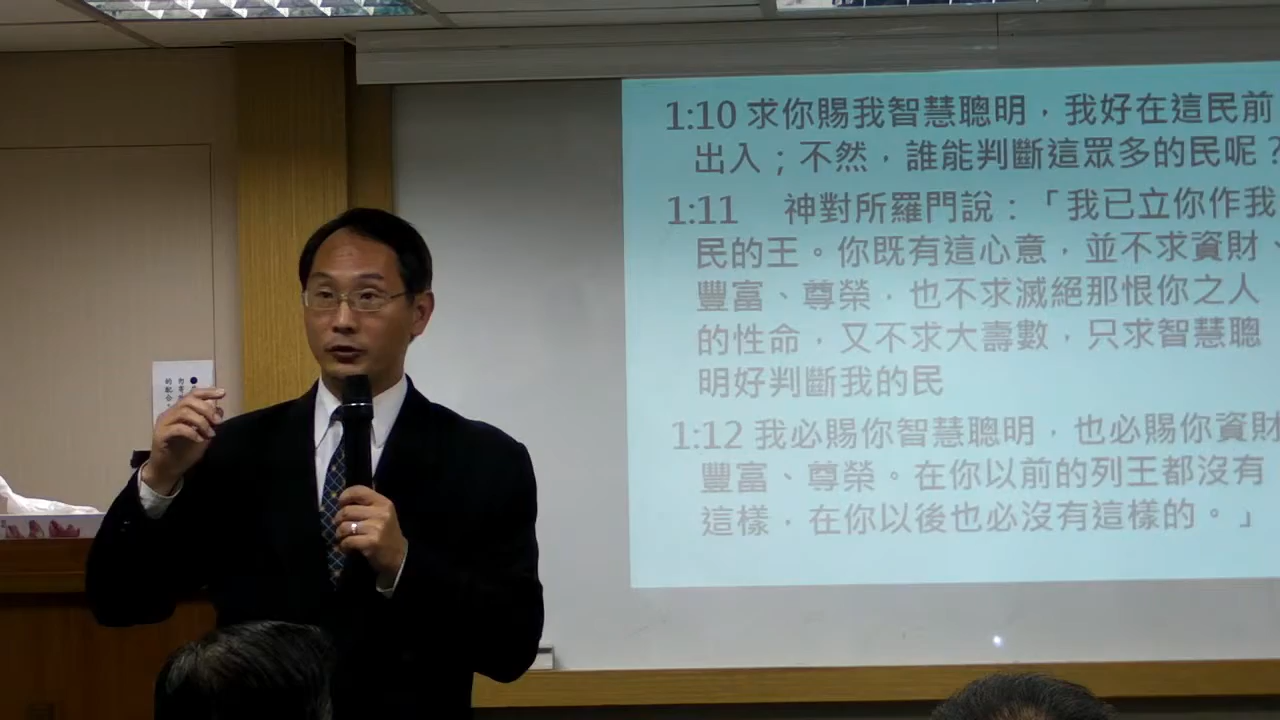 1:10 求你賜我智慧聰明，我好在這民前
出入；不然，誰能判斷這眾多的民呢？
1:11 神對所羅門說：「我已立你作我
民的王。你既有這心意，並不求資財、
豐富、尊榮，也不求滅絕那恨你之人
的性命，又不求大壽數，只求智慧聰
明好判斷我的民
1:12 我必賜你智慧聰明，也必賜你資財
豐富、尊榮。在你以前的列王都沒有
這樣，在你以後也必沒有這樣的。」